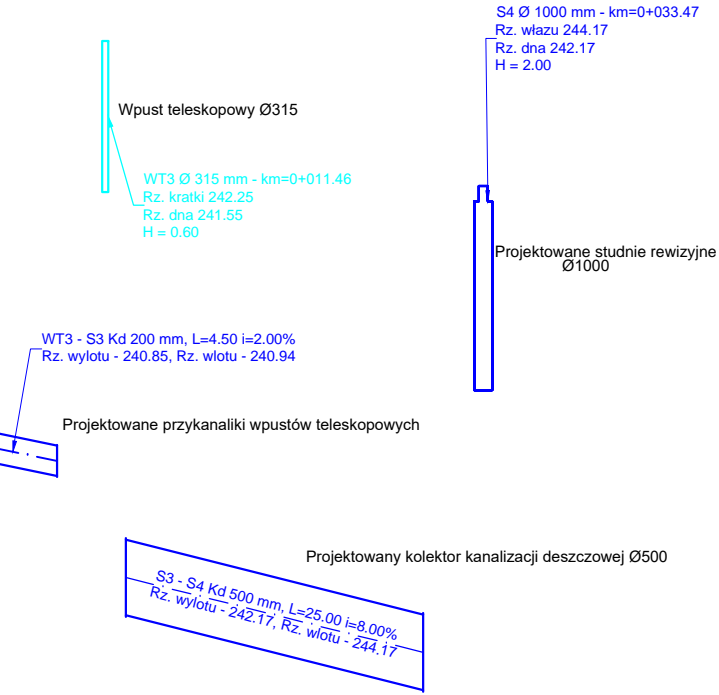 S4 Ø 1000 mm - km=0+033.47
Rz. włazu 244.17
Rz. dna 242.17
H = 2.00
Wpust teleskopowy Ø315
WT3 Ø 315 mm - km=0+011.46
Rz. kratki 242.25
Rz. dna 241.55
H = 0.60
Projektowane studnie rewizyjne
Ø1000
WT3 - S3 Kd 200 mm, L=4.50 i=2.00%
Rz. wylotu - 240.85, Rz. wlotu - 240.94
Projektowane przykanaliki wpustów teleskopowych
Projektowany kolektor kanalizacji deszczowej Ø500
S3 - S4 Kd 500 mm, L=25.00 i=8.00%
Rz. wylotu - 242.17, Rz. wlotu - 244.17